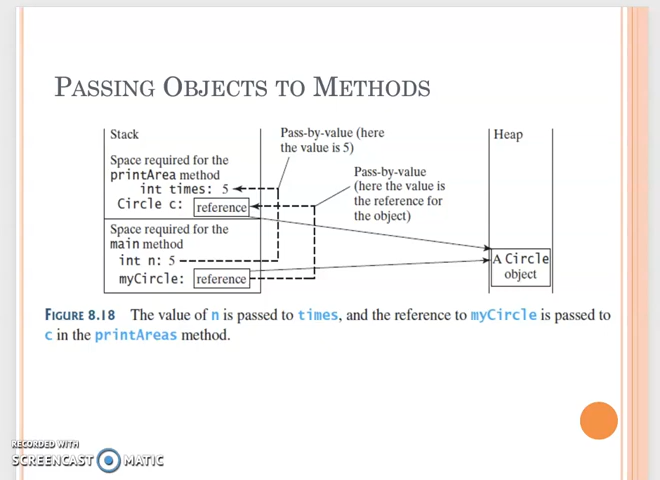 PASSING OBJECTS TO METHODS
Stack
Space required for the
printArea method
int times: 5
Circle c: reference
Space required for the
main method
int n: 5
myCircle: reference
Pass-by-value (here
the value is 5)
Pass-by-value
(here the value is
the reference for
the object)
Heap
A Circle
object
FIGURE 8.18 The value of n is passed to times, and the reference to myCircle is passed to
c in the printAreas method.
RECORDED WITH
SCREENCAST MATIC